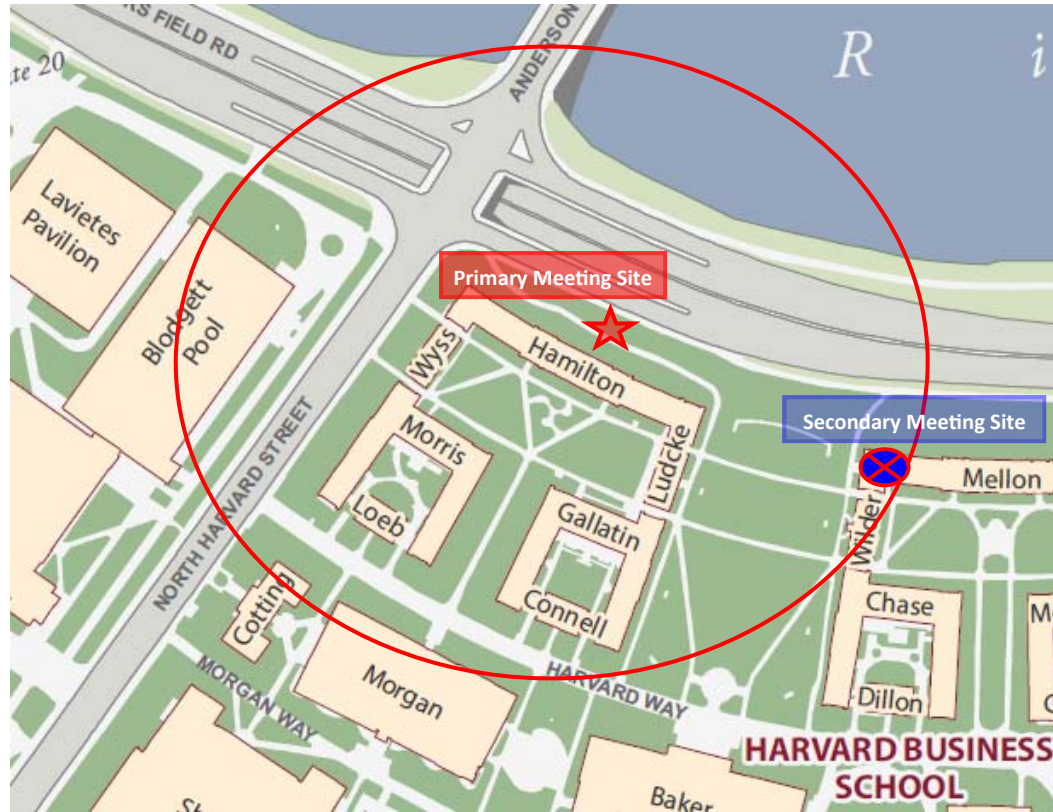 RS FIELD RD
ANDERSON
R i
te 20
Lavietes
Pavilion
Primary Meeting Site
Blodgett
Pool
Wyss
Hamilton
Secondary Meeting Site
Morris
Ludcke
Mellon
Loeb
Gallatin
Wilder
NORTH HARVARD STREET
Cotting
Connell
Chase
M
Morgan
HARVARD WAY
Dillon
C
MORGAN WAY
HARVARD BUSINESS
SCHOOL
Baker